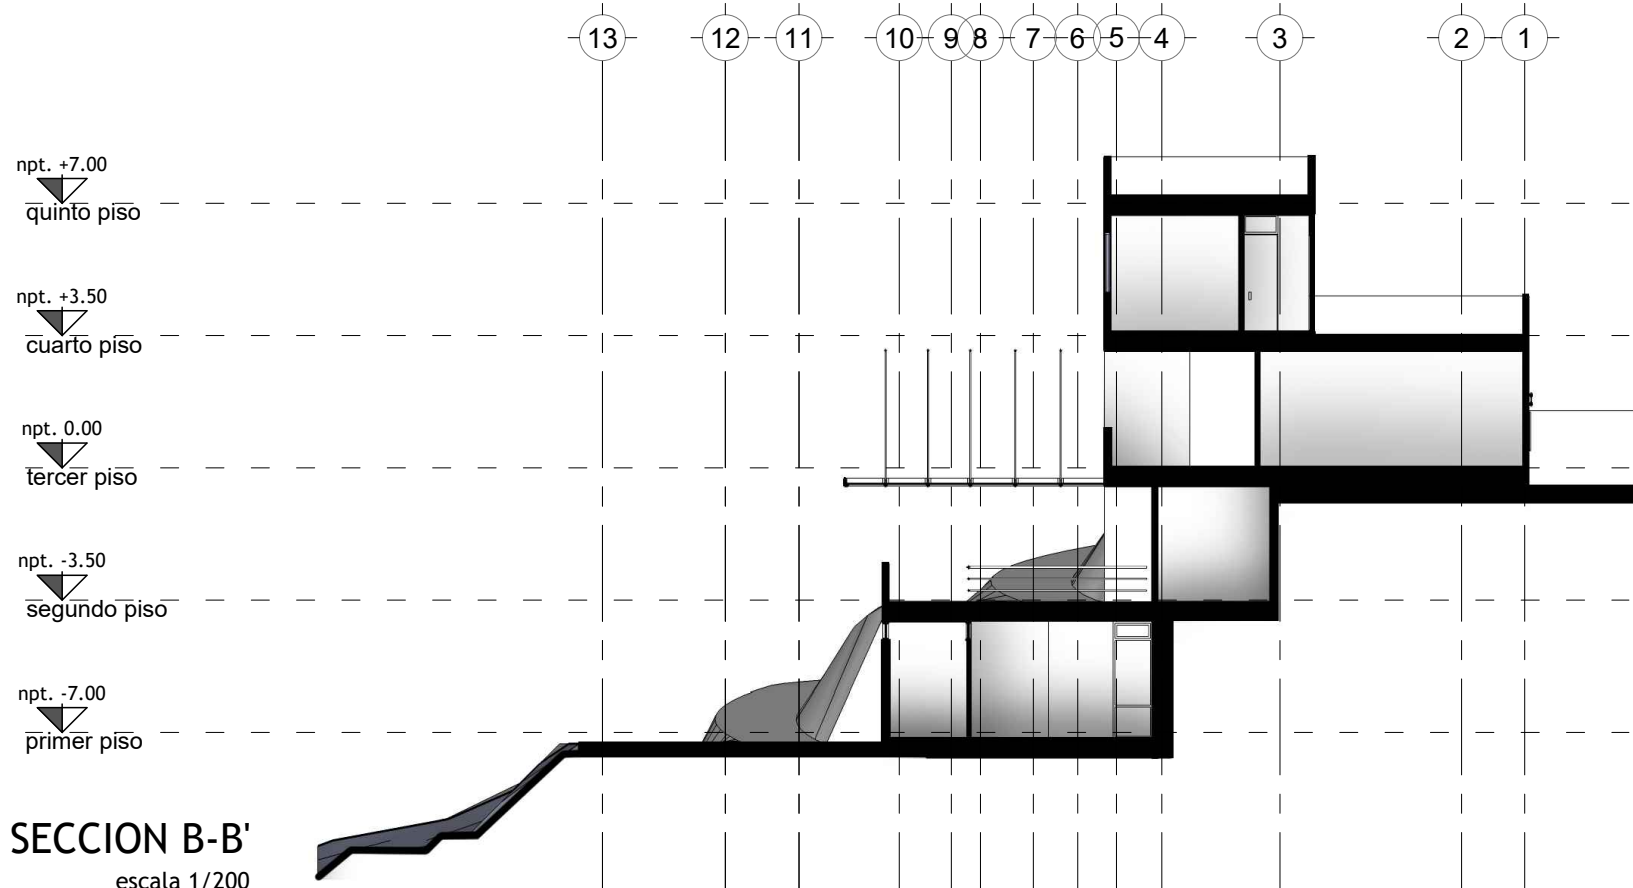 13 12 11 10 9 8 7 6 5 4 3 2 1
npt. +7.00
quinto piso
npt. +3.50
cuarto piso
npt. 0.00
tercer piso
npt. -3.50
segundo piso
npt. -7.00
primer piso
SECCION B-B'
escala 1/200